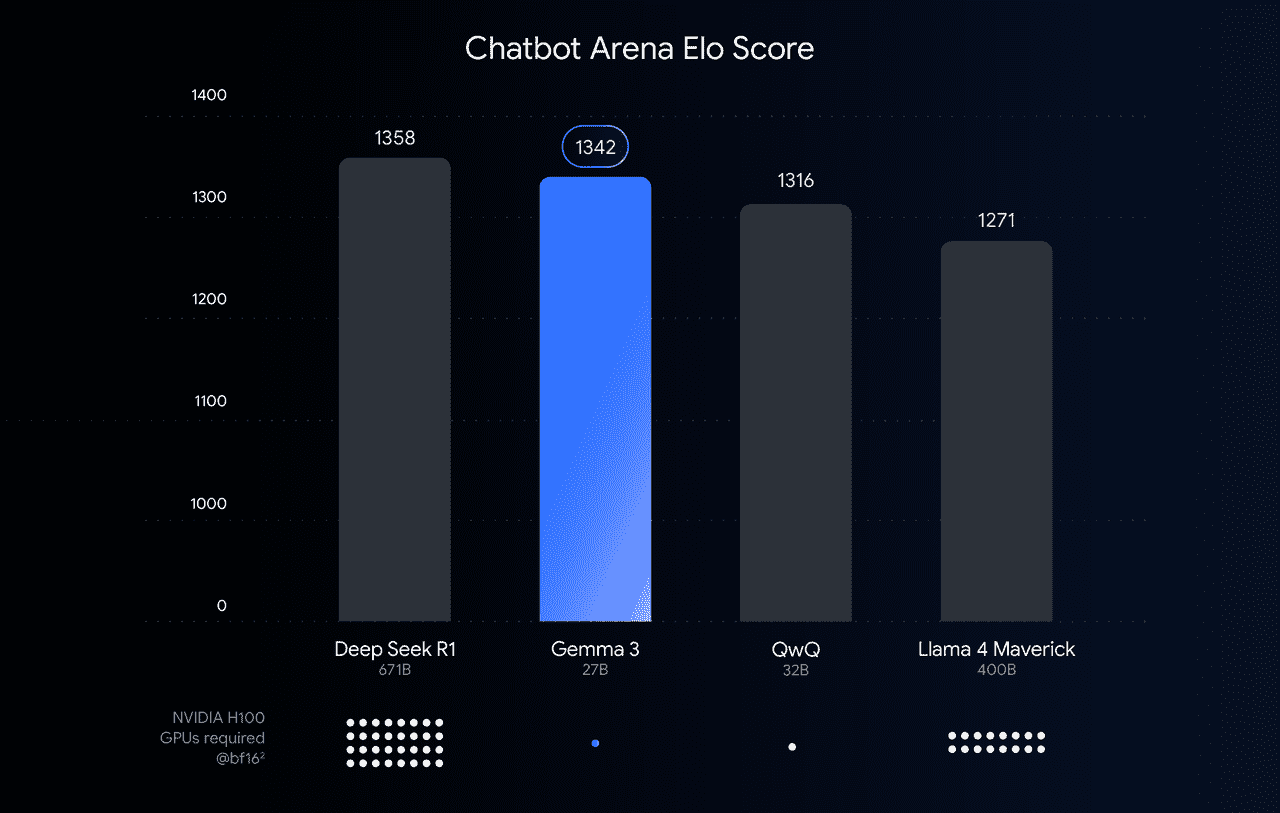 Chatbot Arena Elo Score
1400
1300
1200
1100
1000
0
1358
1342
1316
1271
Deep Seek R1
671B
Gemma 3
27B
QwQ
32B
Llama 4 Maverick
400B
NVIDIA H100
GPUs required
@bf16²